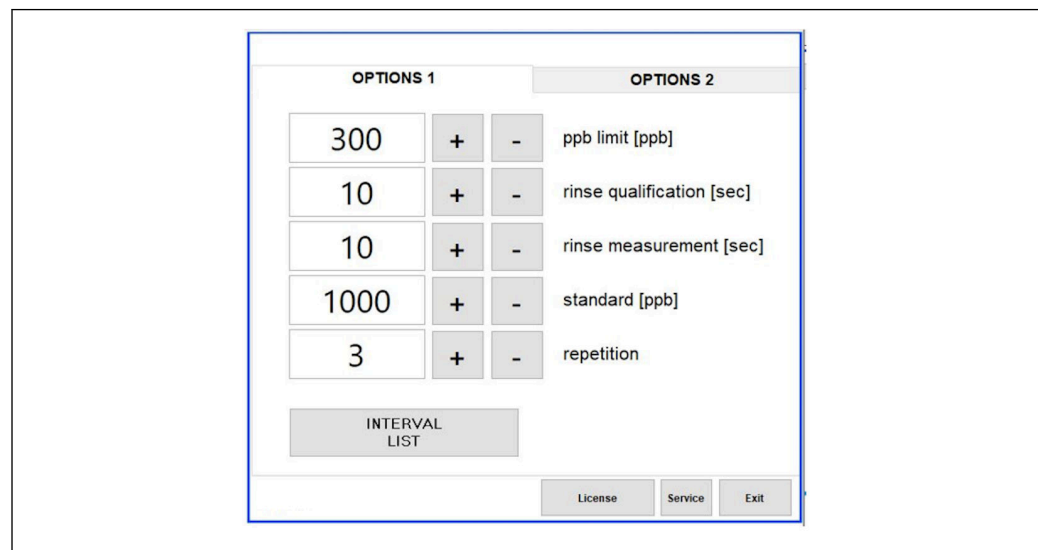 OPTIONS 1 OPTIONS 2
300 + - ppb limit [ppb]
10 + - rinse qualification [sec]
10 + - rinse measurement [sec]
1000 + - standard [ppb]
3 + - repetition
INTERVAL
LIST
License Service Exit